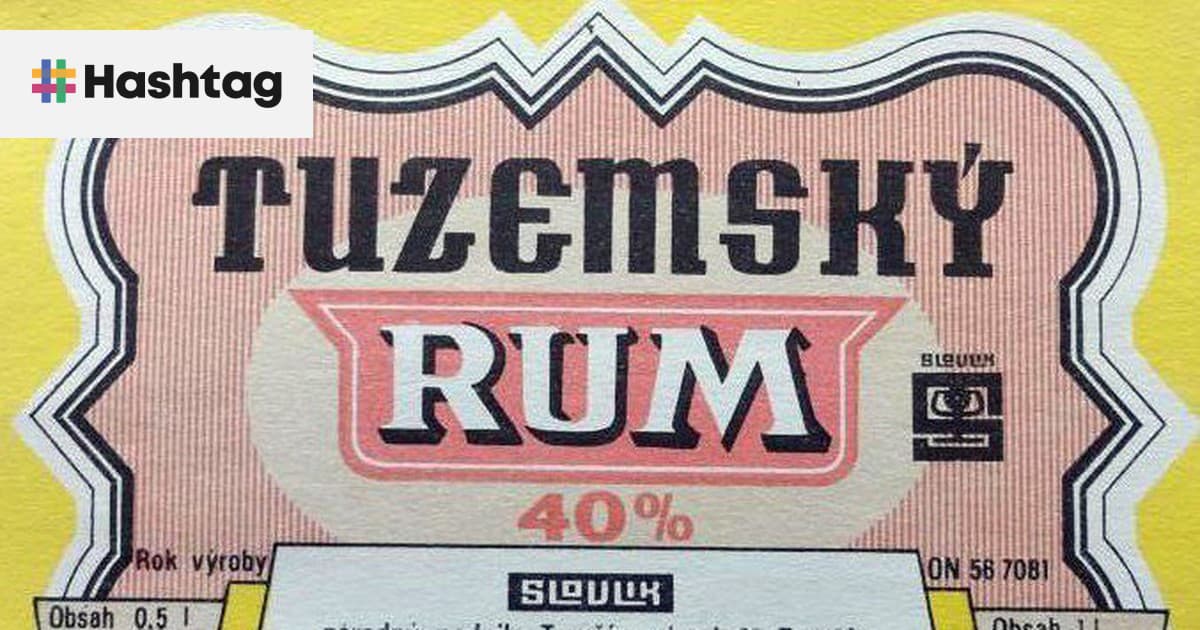 Hashtag
TUZEMSKÝ
RUM
SLOVLIK
40%
Rok výroby
ON 56 7081
SLOVLIK
Obsah 0.5 l
Obsah 1 l